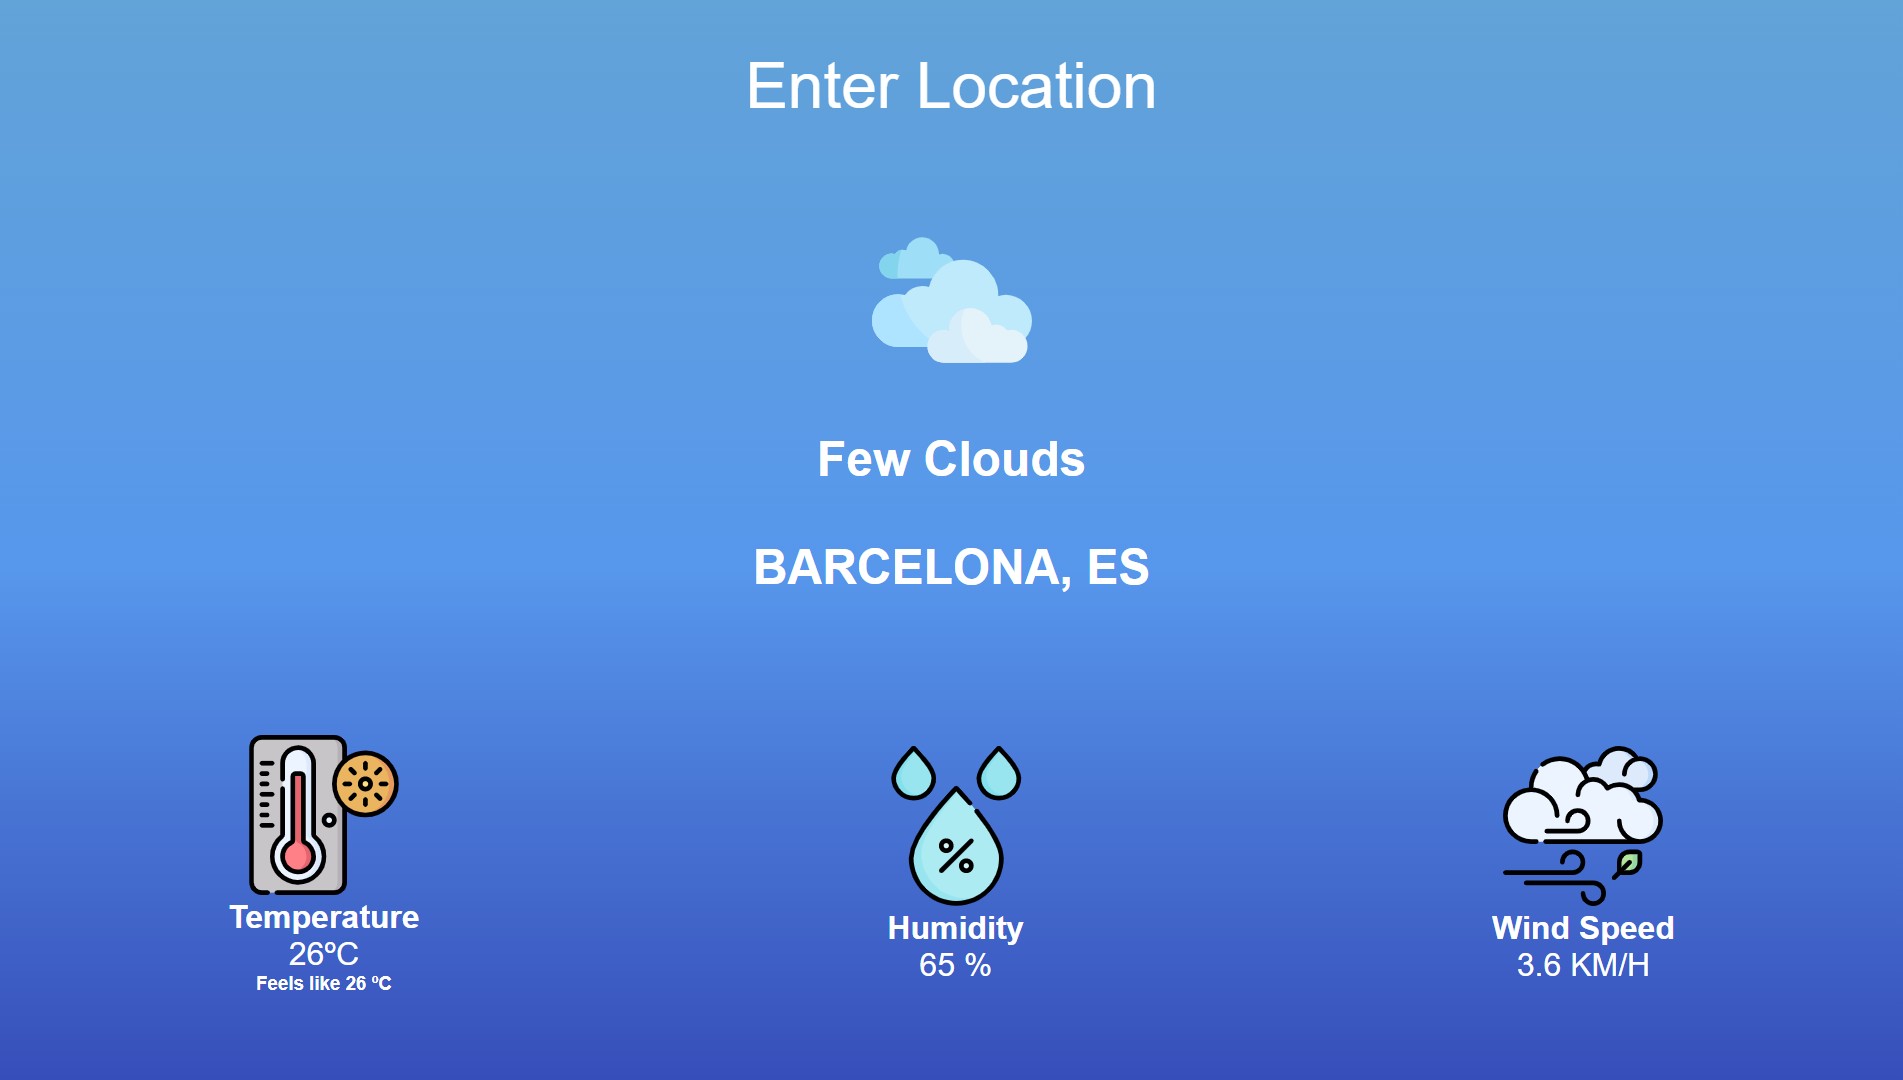 Enter Location
Few Clouds
BARCELONA, ES
Temperature
26ºC
Feels like 26 ºC
%
Humidity
65 %
Wind Speed
3.6 KM/H